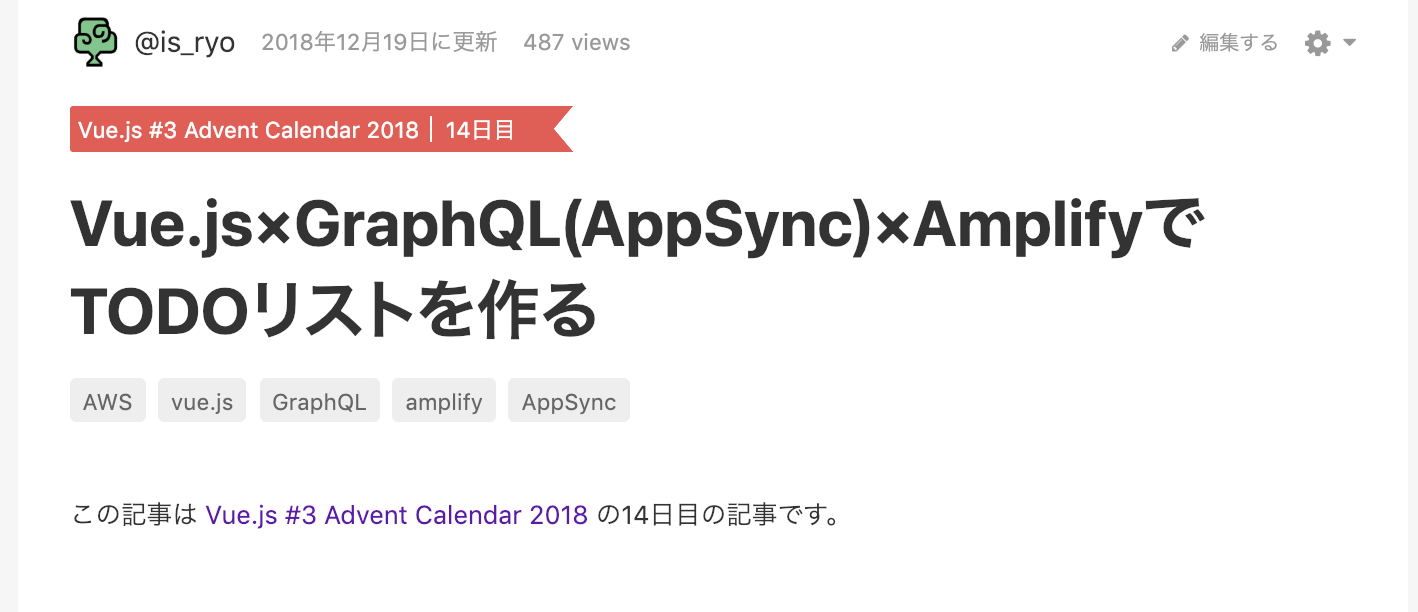 @is_ryo 2018年12月19日に更新 487 views 編集する
Vue.js #3 Advent Calendar 2018 | 14日目
Vue.js×GraphQL(AppSync)×Amplifyで
TODOリストを作る
AWS vue.js GraphQL amplify AppSync
この記事は Vue.js #3 Advent Calendar 2018 の14日目の記事です。